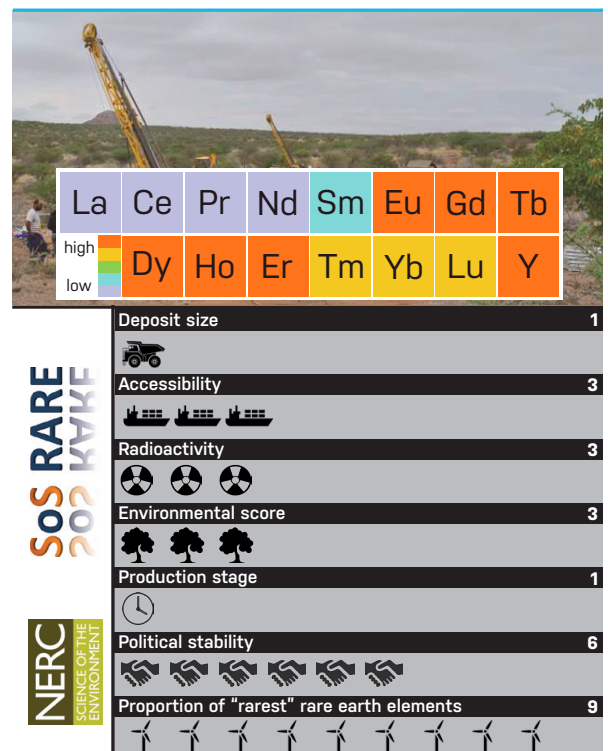 La Ce Pr Nd Sm Eu Gd Tb
high
low
Dy Ho Er Tm Yb Lu Y
Deposit size 1
Accessibility 3
Radioactivity 3
Environmental score 3
Production stage 1
Political stability 6
Proportion of “rarest” rare earth elements 9
SoS RARE
SoS RARE
NERC
SCIENCE OF THE
ENVIRONMENT